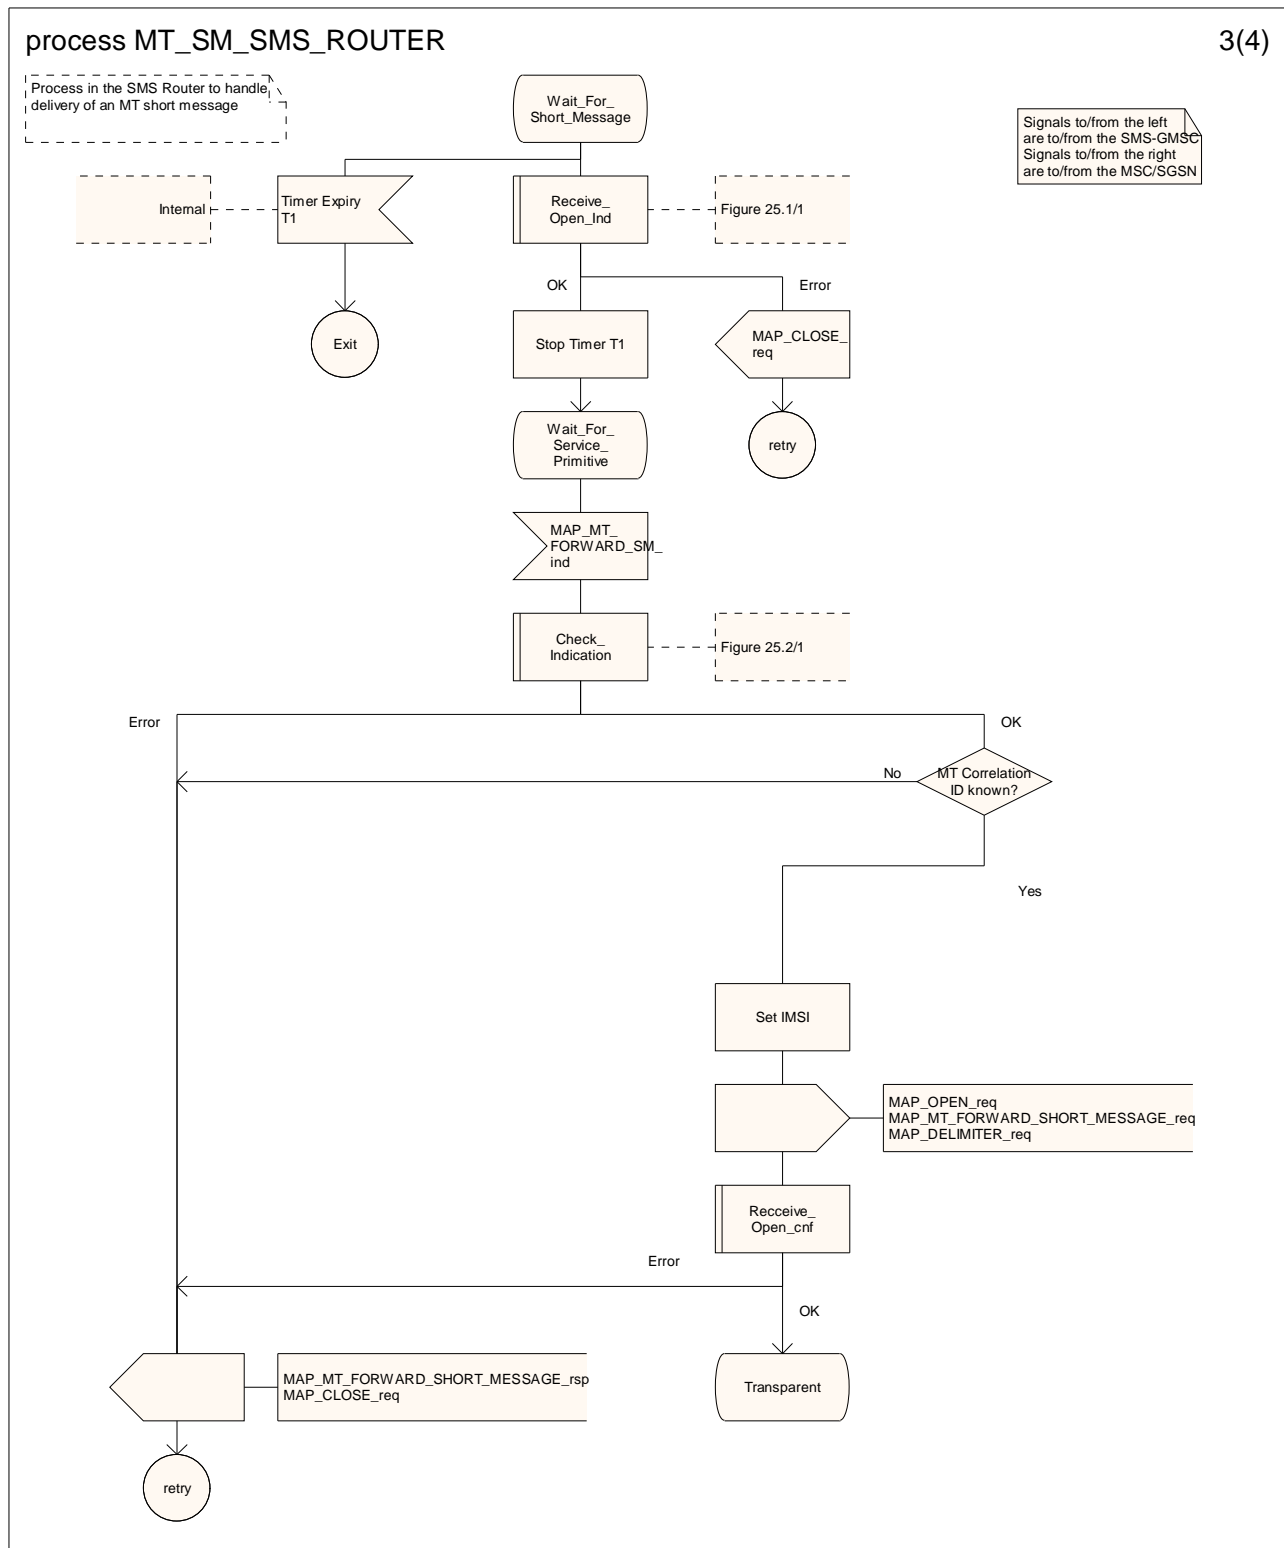 process MT_SM_SMS_ROUTER
3(4)
Process in the SMS Router to handle
delivery of an MT short message
Wait_For_
Short_Message
Signals to/from the left
are to/from the SMS-GMSC
Signals to/from the right
are to/from the MSC/SGSN
Internal
Timer Expiry
T1
Receive_
Open_Ind
Figure 25.1/1
OK
Error
Exit
Stop Timer T1
MAP_CLOSE_
req
Wait_For_
Service_
Primitive
retry
MAP_MT_
FORWARD_SM_
ind
Check_
Indication
Figure 25.2/1
Error
OK
No
MT Correlation
ID known?
Yes
Set IMSI
MAP_OPEN_req
MAP_MT_FORWARD_SHORT_MESSAGE_req
MAP_DELIMITER_req
Recceive_
Open_cnf
Error
OK
MAP_MT_FORWARD_SHORT_MESSAGE_rsp
MAP_CLOSE_req
Transparent
retry